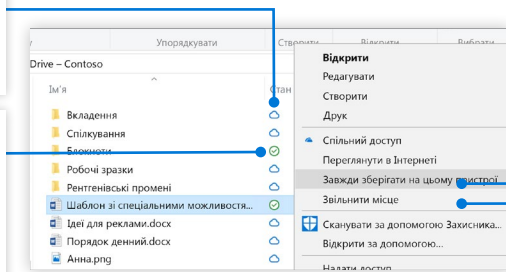 Упорядкувати
Створити
Відкрити
Вибрати
Drive – Contoso
Ім'я
Стан
Вкладення
Спілкування
Блокноти
Робочі зразки
Рентгенівські промені
Шаблон зі спеціальними можливостя...
Ідеї для реклами.docx
Порядок денний.docx
Анна.png
Відкрити
Редагувати
Створити
Друк
Спільний доступ
Переглянути в Інтернеті
Завжди зберігати на цьому пристрої
Звільнити місце
Сканувати за допомогою Захисника...
Відкрити за допомогою...
Надати доступ